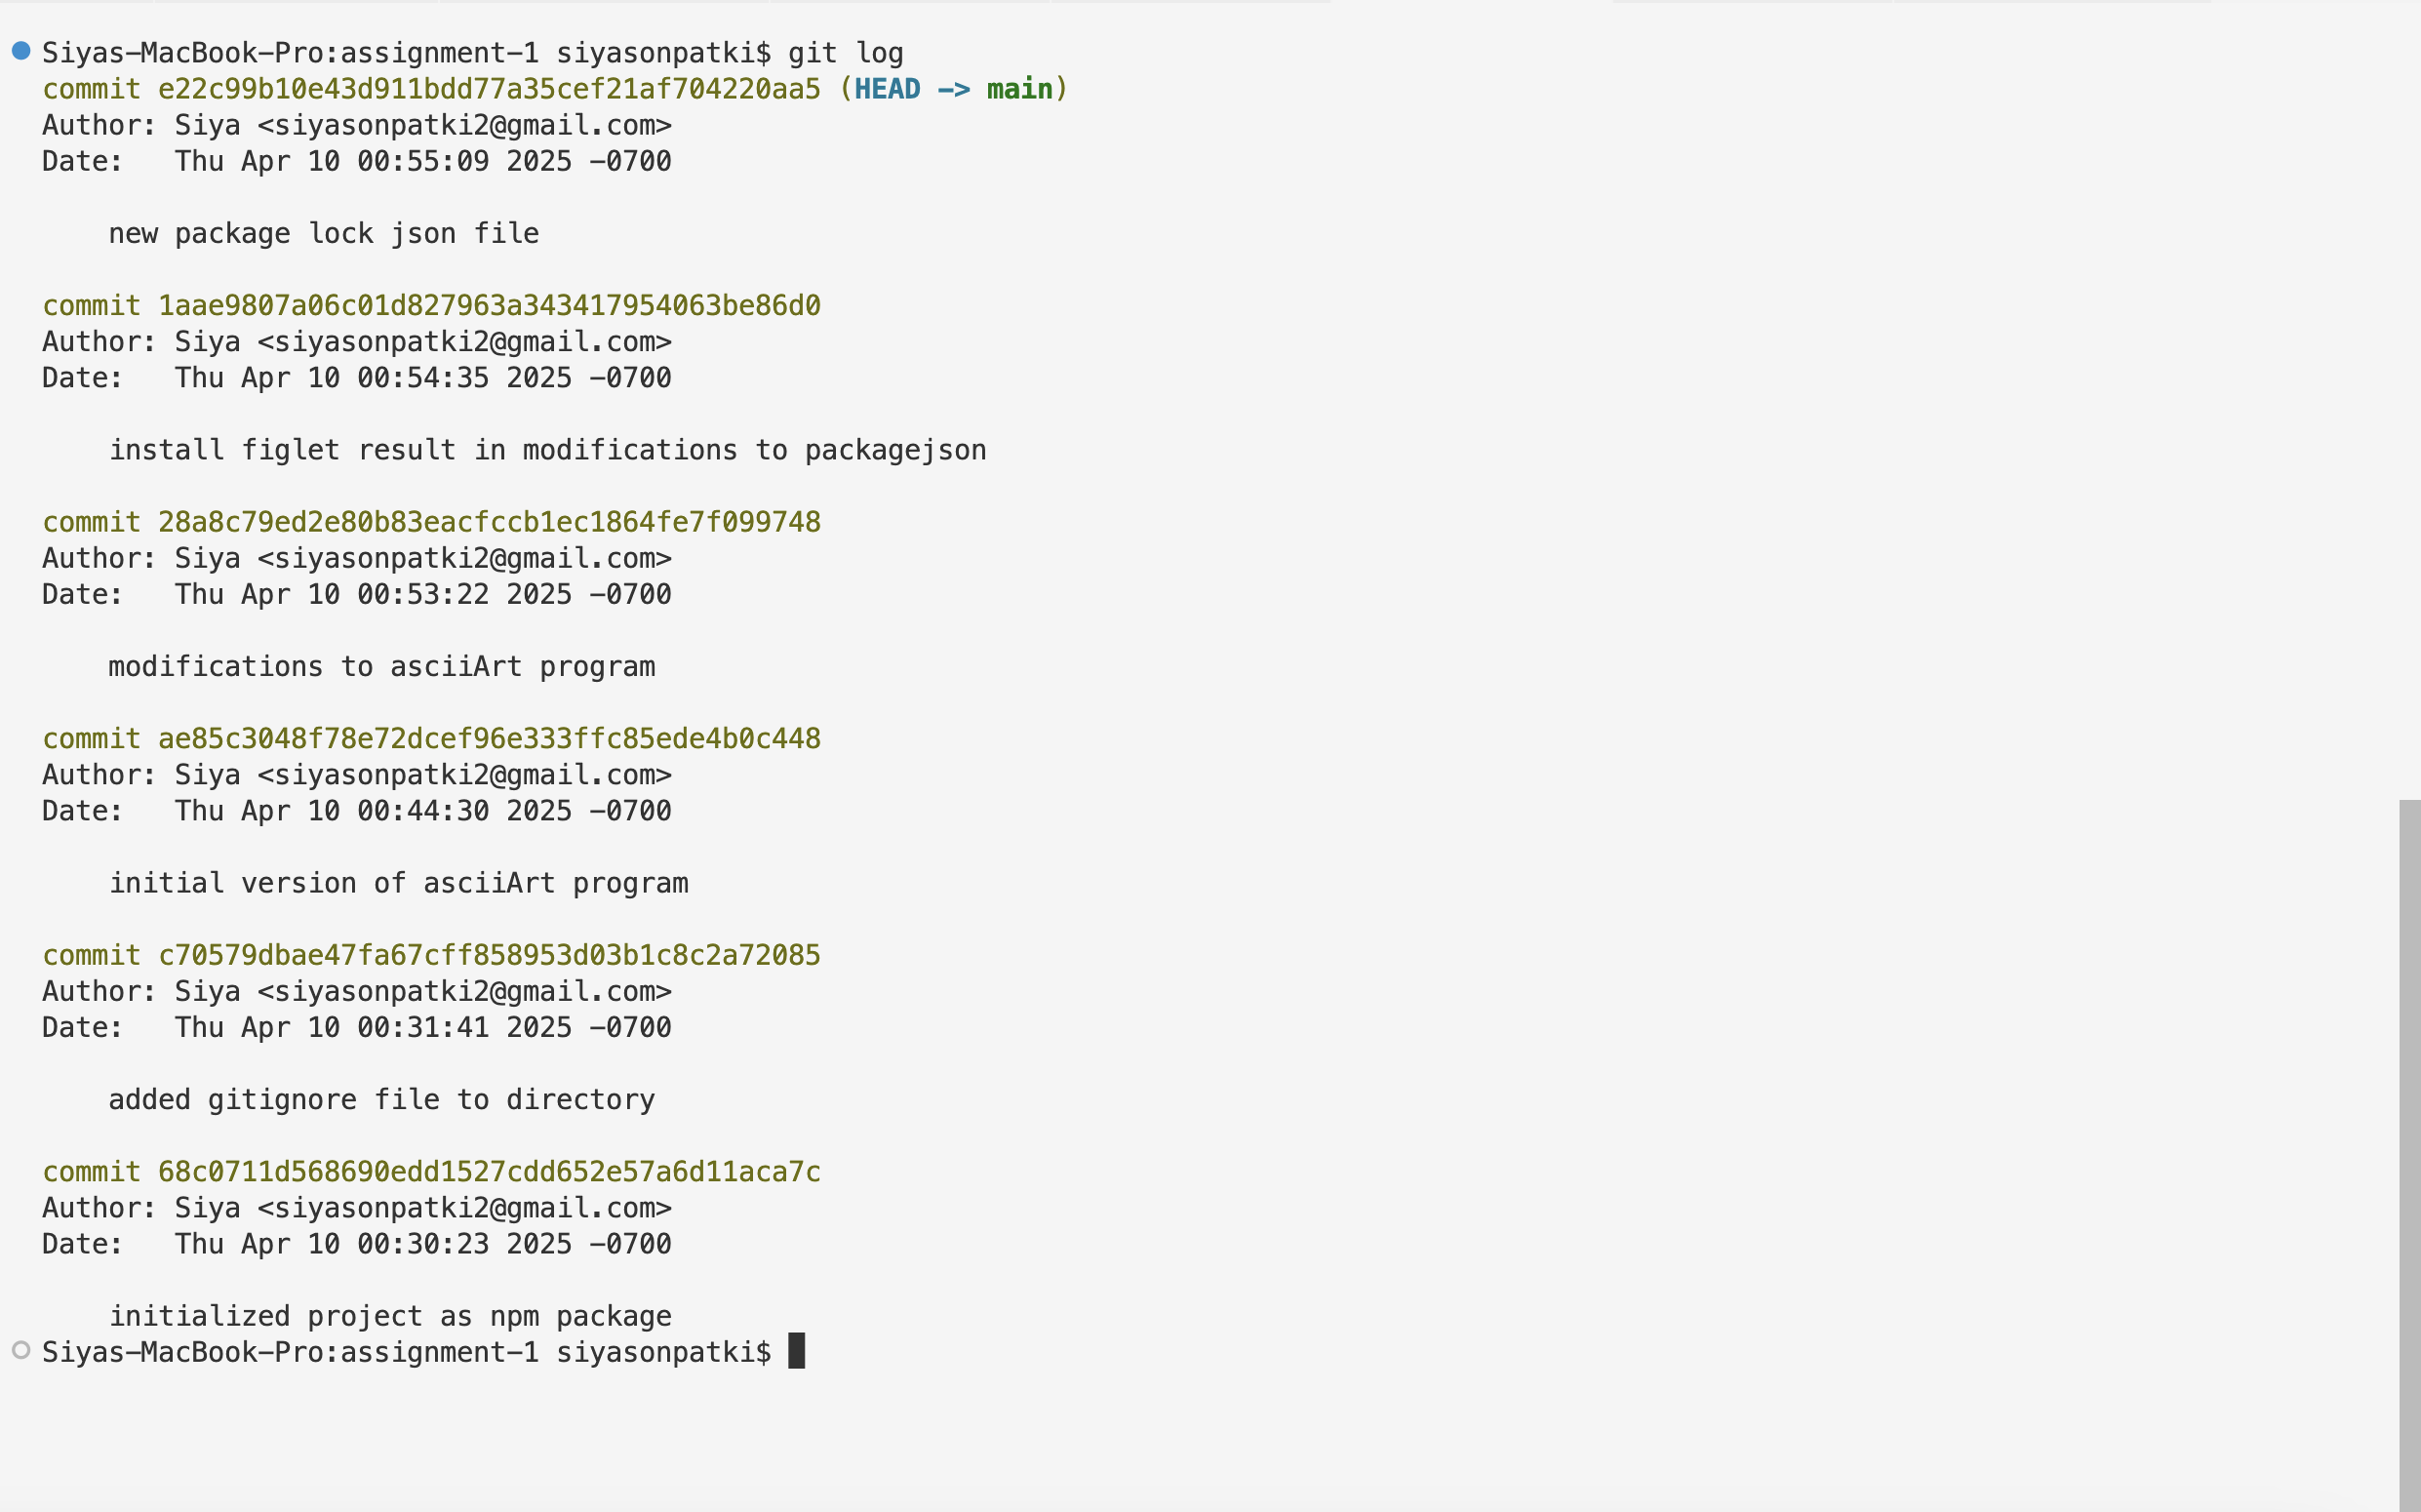 Siyas-MacBook-Pro:assignment-1 siyasonpatki$ git log
commit e22c99b10e43d911bdd77a35cef21af704220aa5 (HEAD -> main)
Author: Siya <siyasonpatki2@gmail.com>
Date:   Thu Apr 10 00:55:09 2025 -0700
new package lock json file
commit 1aae9807a06c01d827963a343417954063be86d0
Author: Siya <siyasonpatki2@gmail.com>
Date:   Thu Apr 10 00:54:35 2025 -0700
install figlet result in modifications to packagejson
commit 28a8c79ed2e80b83eacfccb1ec1864fe7f099748
Author: Siya <siyasonpatki2@gmail.com>
Date:   Thu Apr 10 00:53:22 2025 -0700
modifications to asciiArt program
commit ae85c3048f78e72dcef96e333ffc85ede4b0c448
Author: Siya <siyasonpatki2@gmail.com>
Date:   Thu Apr 10 00:44:30 2025 -0700
initial version of asciiArt program
commit c70579dbae47fa67cff858953d03b1c8c2a72085
Author: Siya <siyasonpatki2@gmail.com>
Date:   Thu Apr 10 00:31:41 2025 -0700
added gitignore file to directory
commit 68c0711d568690edd1527cdd652e57a6d11aca7c
Author: Siya <siyasonpatki2@gmail.com>
Date:   Thu Apr 10 00:30:23 2025 -0700
initialized project as npm package
Siyas-MacBook-Pro:assignment-1 siyasonpatki$